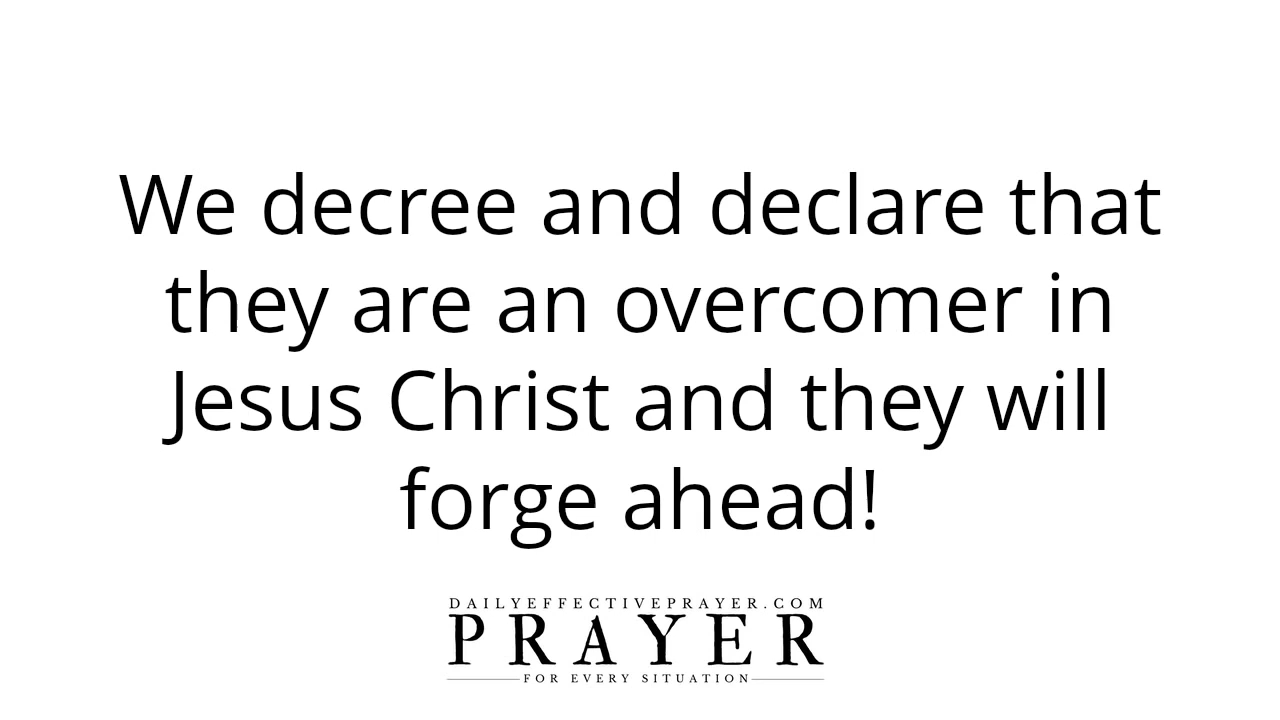 We decree and declare that
they are an overcomer in
Jesus Christ and they will
forge ahead!
DAILYEFFECTIVEPRAYER.COM
PRAYER
FOR EVERY SITUATION